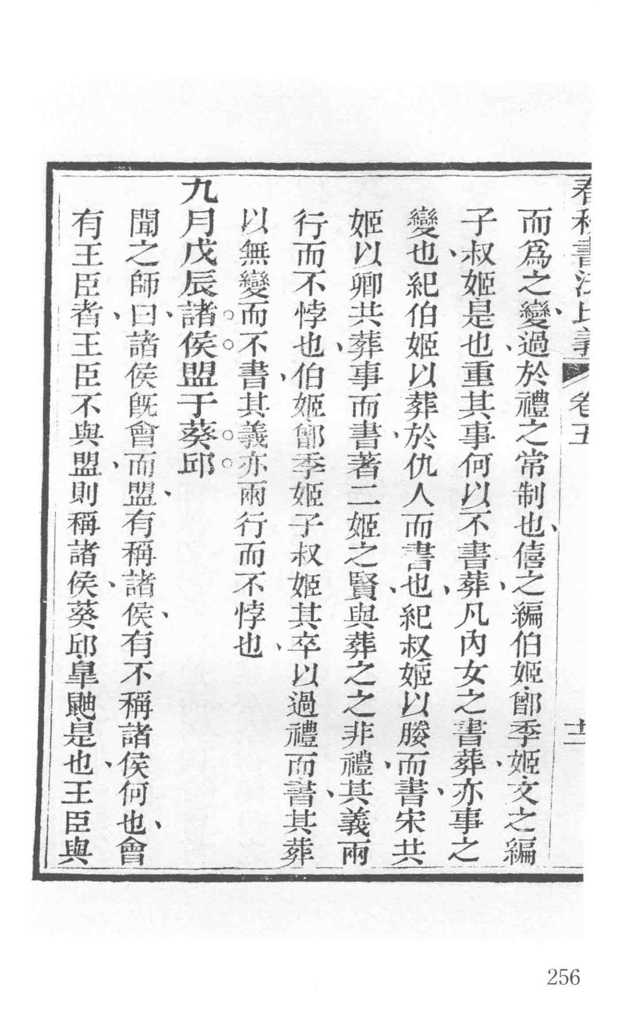 春秋書法氏義 卷五 十二
而爲之變過於禮之常制也僖之編伯姬鄫季姬文之編
子叔姬是也重其事何以不書葬凡內女之書葬亦事之
變也紀伯姬以葬於仇人而書也紀叔姬以媵而書宋共
姬以卿共葬事而書著二姬之賢與葬之之非禮其義兩
行而不悖也伯姬鄫季姬子叔姬其卒以過禮而書其葬
以無變而不書其義亦兩行而不悖也
九月戊辰諸侯盟于葵邱
聞之師曰諸侯旣會而盟有稱諸侯有不稱諸侯何也會
有王臣者王臣不與盟則稱諸侯葵邱臯鼬是也王臣與
256